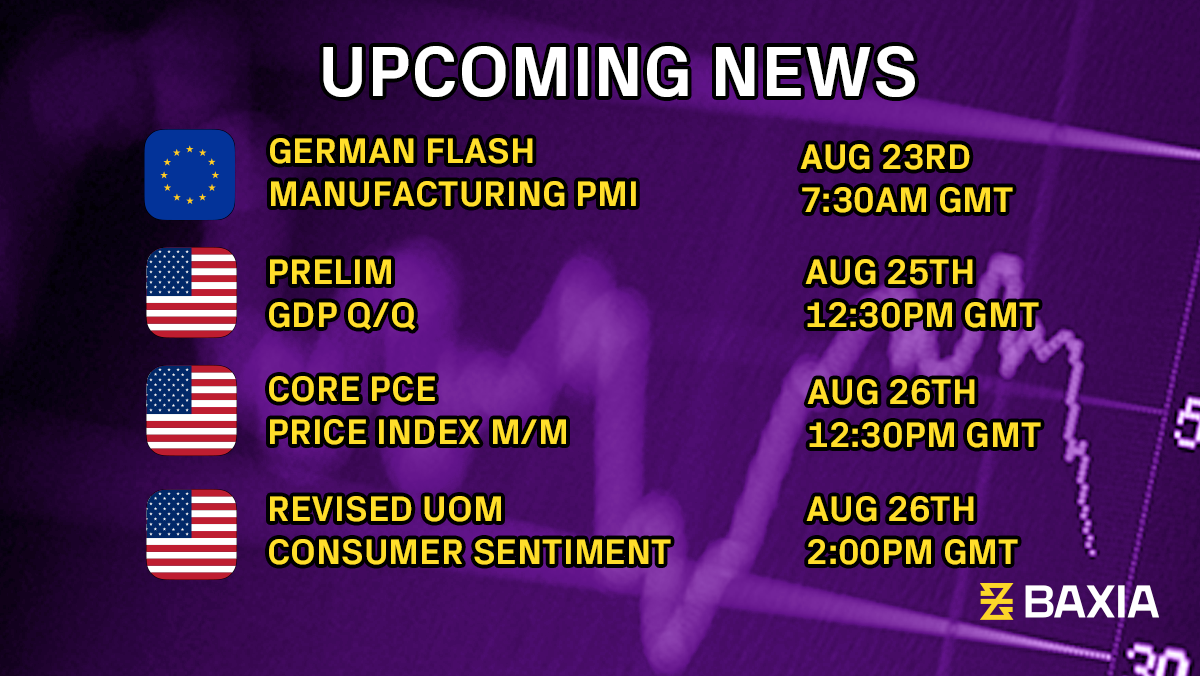 UPCOMING NEWS
GERMAN FLASH
MANUFACTURING PMI
AUG 23RD
7:30AM GMT
PRELIM
GDP Q/Q
AUG 25TH
12:30PM GMT
CORE PCE
PRICE INDEX M/M
AUG 26TH
12:30PM GMT
REVISED UOM
CONSUMER SENTIMENT
AUG 26TH
2:00PM GMT
BAXIA
30